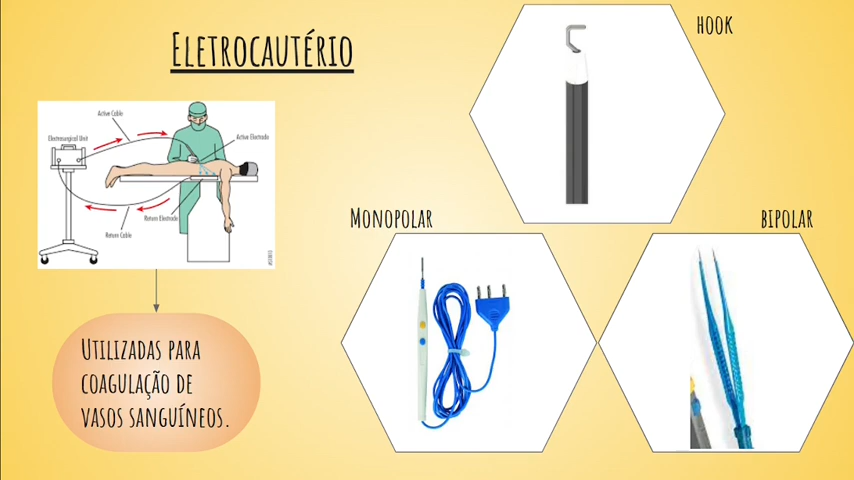 Eletrocautério
Active Cable
Electrosurgical Unit
Active Electrode
Return Electrode
Return Cable
Utilizadas para
coagulação de
vasos sanguíneos.
hook
Monopolar
bipolar